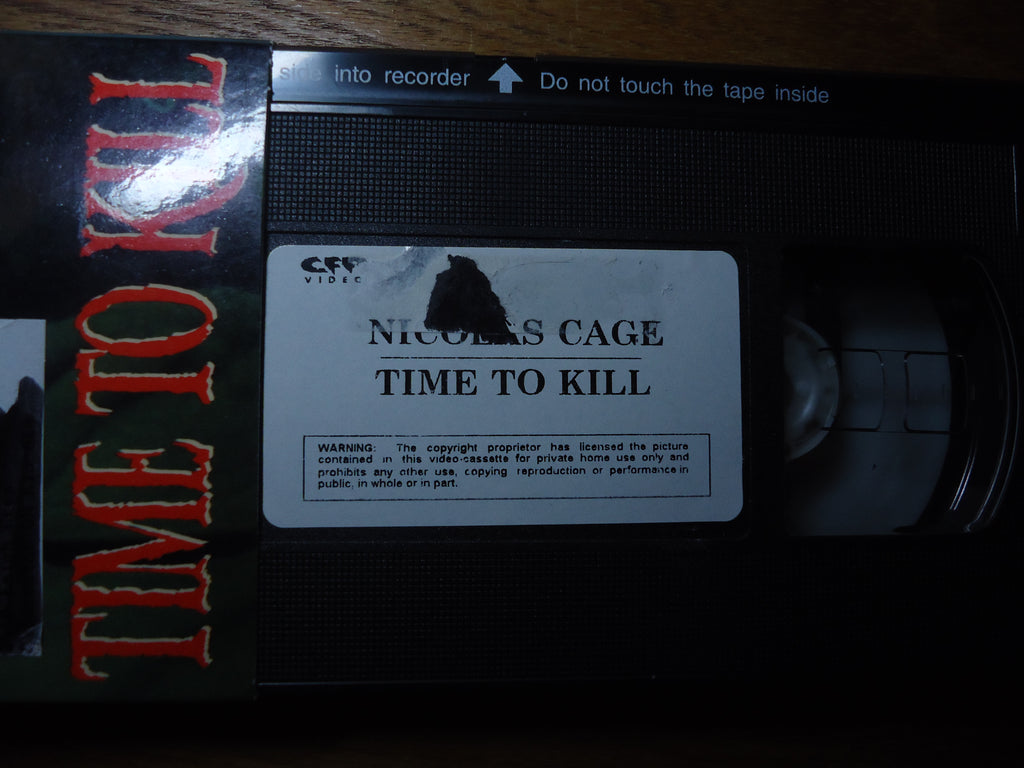 TIME TO KILL
side into recorder Do not touch the tape inside
CFP
VIDEO
NICOLAS CAGE
TIME TO KILL
WARNING: The copyright proprietor has licensed the picture
contained in this video-cassette for private home use only and
prohibits any other use, copying reproduction or performance in
public, in whole or in part.